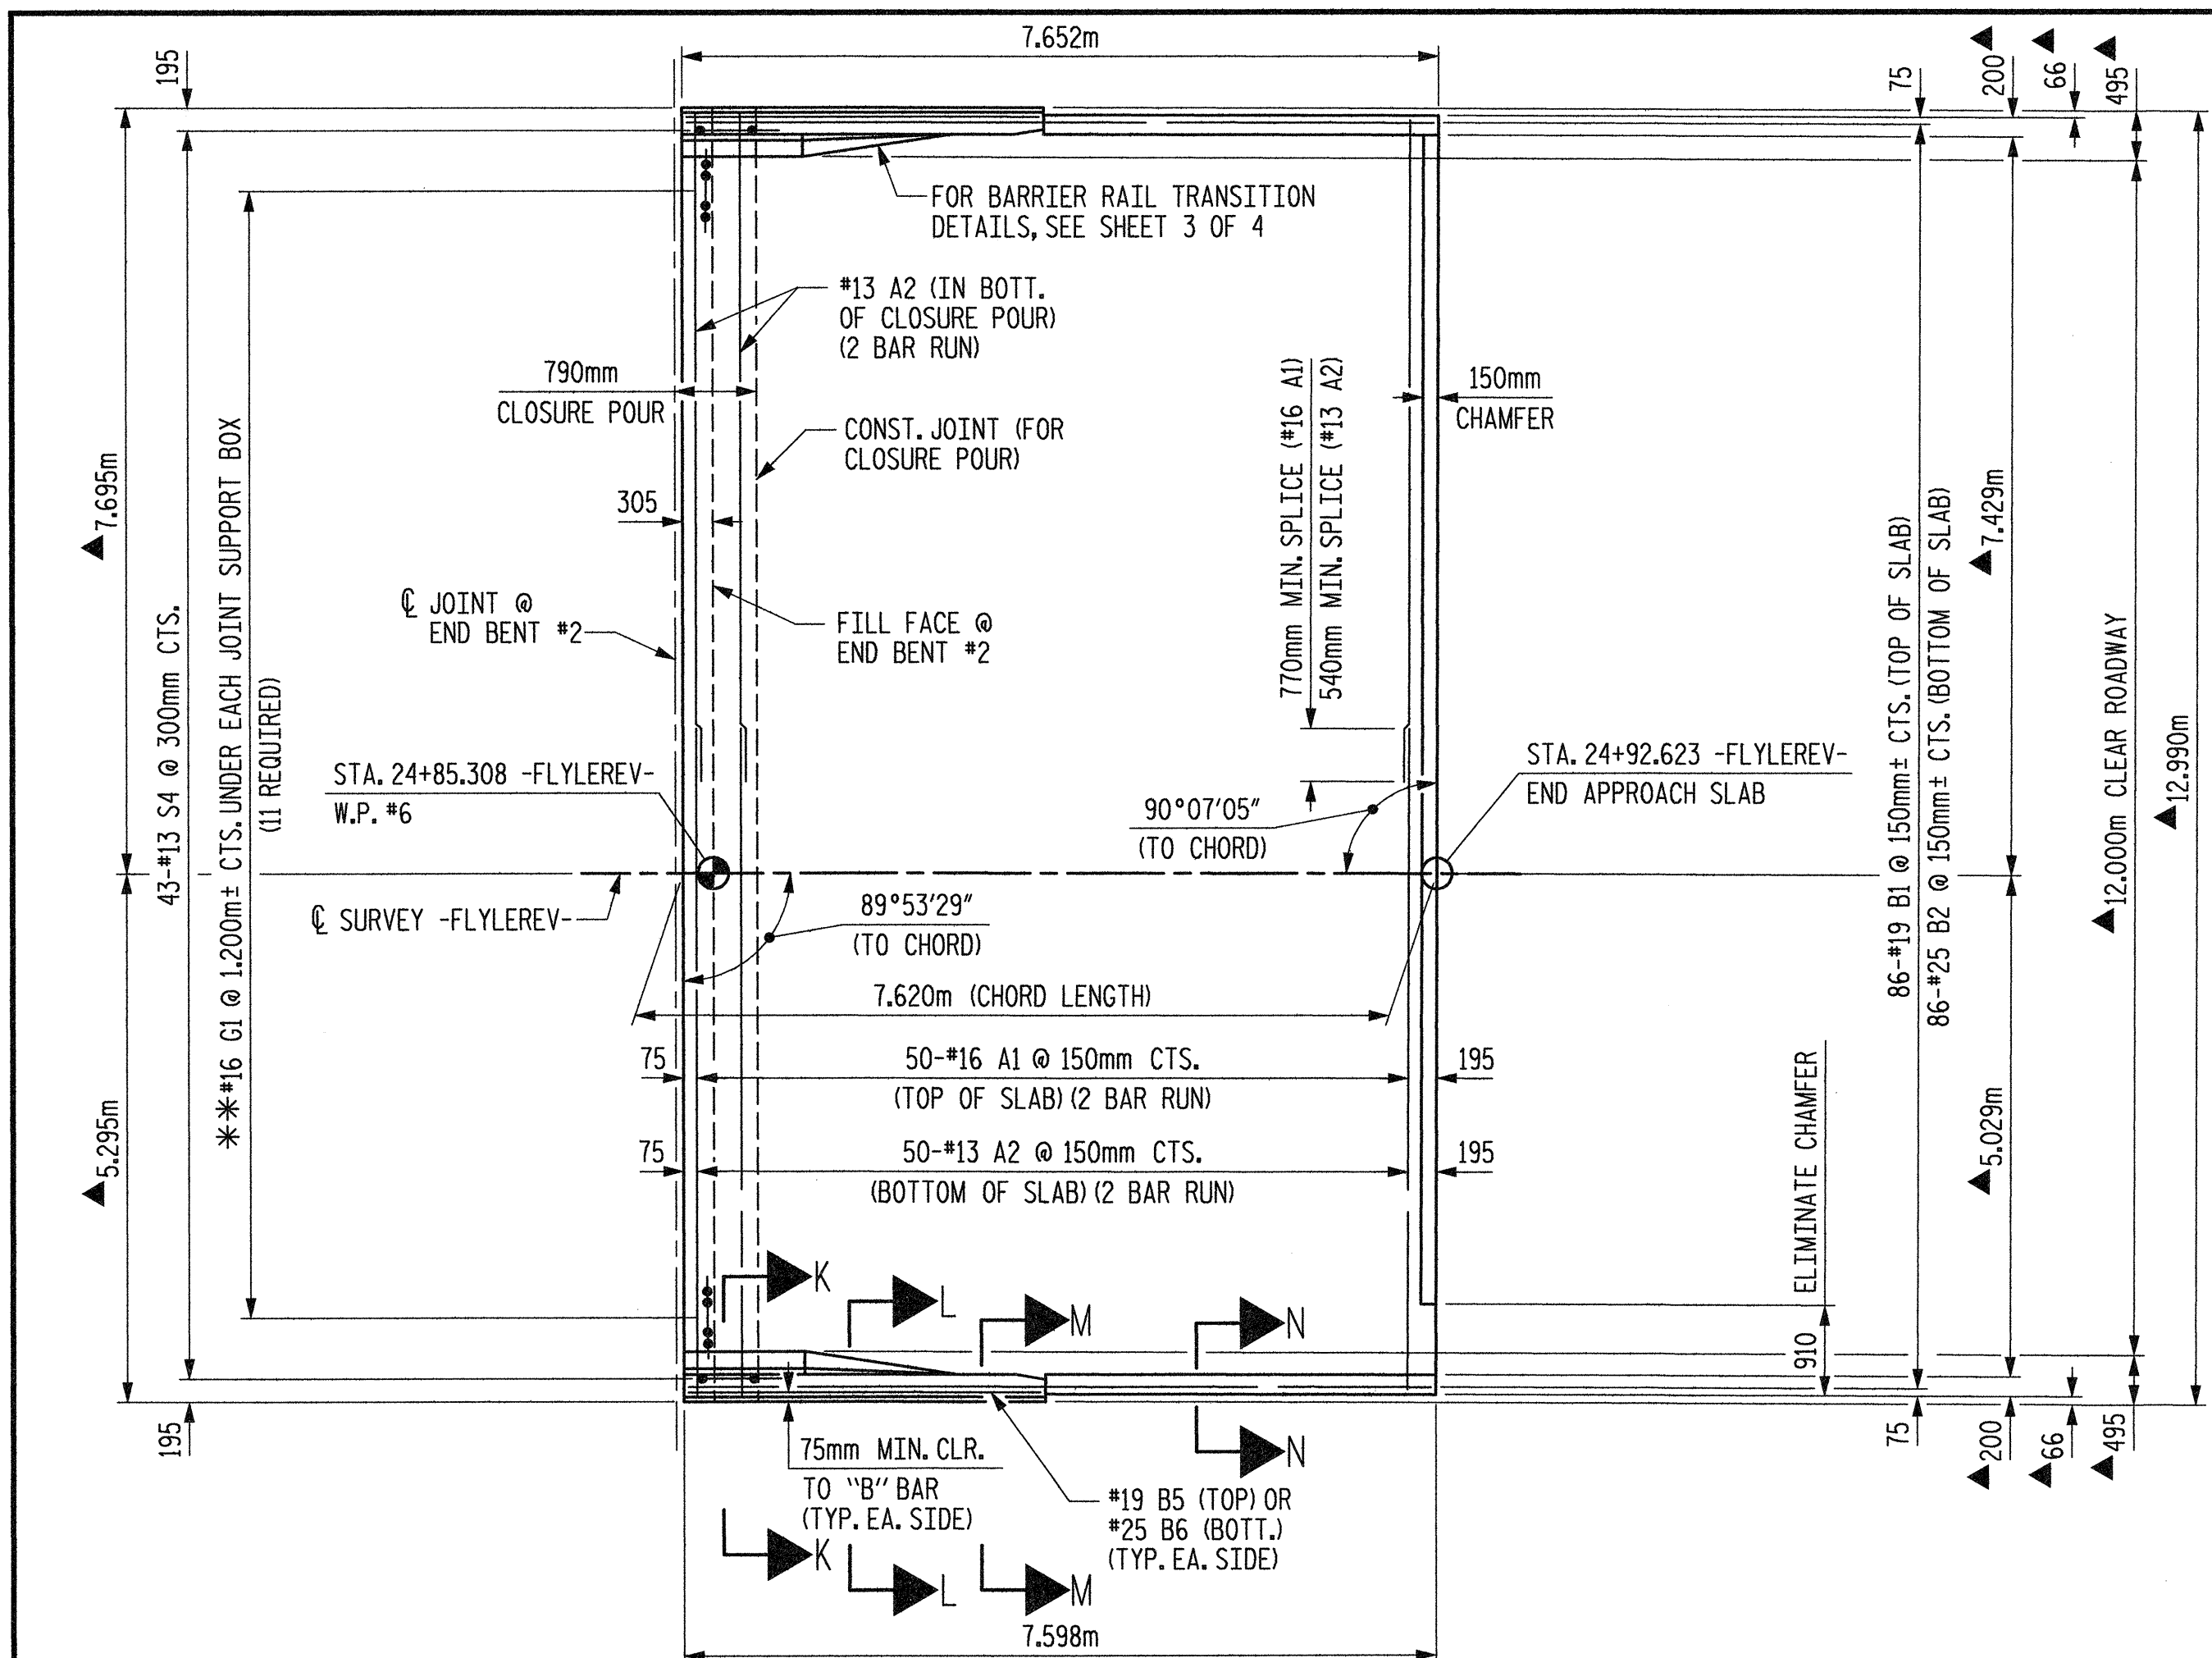 7.652m
195
75
▲200
▲66
▲495
FOR BARRIER RAIL TRANSITION
DETAILS, SEE SHEET 3 OF 4
#13 A2 (IN BOTT.
OF CLOSURE POUR)
(2 BAR RUN)
790mm
CLOSURE POUR
CONST. JOINT (FOR
CLOSURE POUR)
305
770mm MIN. SPLICE (#16 A1)
540mm MIN. SPLICE (#13 A2)
150mm
CHAMFER
▲7.695m
43-#13 S4 @ 300mm CTS.
**#16 G1 @ 1.200m± CTS. UNDER EACH JOINT SUPPORT BOX
(11 REQUIRED)
℄ JOINT @
END BENT #2
FILL FACE @
END BENT #2
86-#19 B1 @ 150mm± CTS. (TOP OF SLAB)
86-#25 B2 @ 150mm± CTS. (BOTTOM OF SLAB)
▲7.429m
▲12.000m CLEAR ROADWAY
▲12.990m
STA. 24+85.308 -FLYLEREV-
W.P. #6
STA. 24+92.623 -FLYLEREV-
END APPROACH SLAB
90°07'05"
(TO CHORD)
℄ SURVEY -FLYLEREV-
89°53'29"
(TO CHORD)
7.620m (CHORD LENGTH)
75
50-#16 A1 @ 150mm CTS.
195
(TOP OF SLAB) (2 BAR RUN)
75
50-#13 A2 @ 150mm CTS.
195
(BOTTOM OF SLAB) (2 BAR RUN)
▲5.295m
▲5.029m
ELIMINATE CHAMFER
910
K
L
M
N
195
75mm MIN. CLR.
TO "B" BAR
(TYP. EA. SIDE)
N
#19 B5 (TOP) OR
#25 B6 (BOTT.)
(TYP. EA. SIDE)
75
▲200
▲66
▲495
K
L
M
7.598m